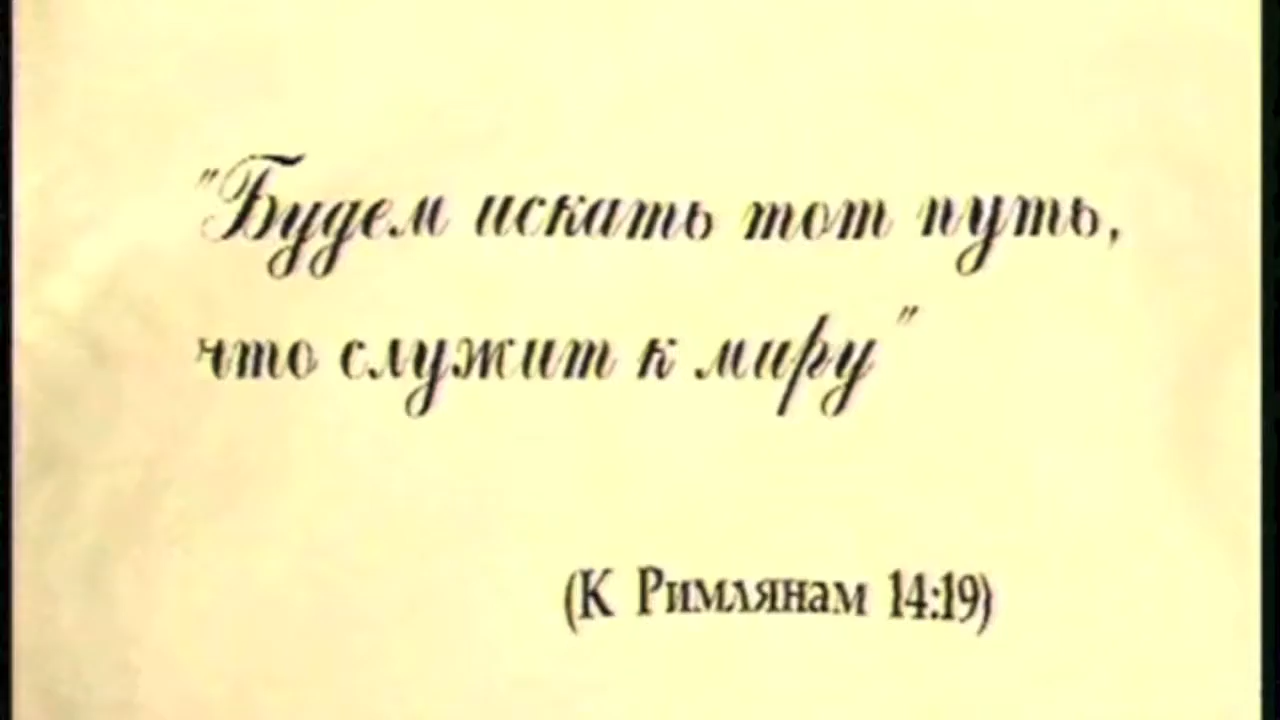 "Будем искать тот путь,
что служит к миру"
(К Римлянам 14:19)